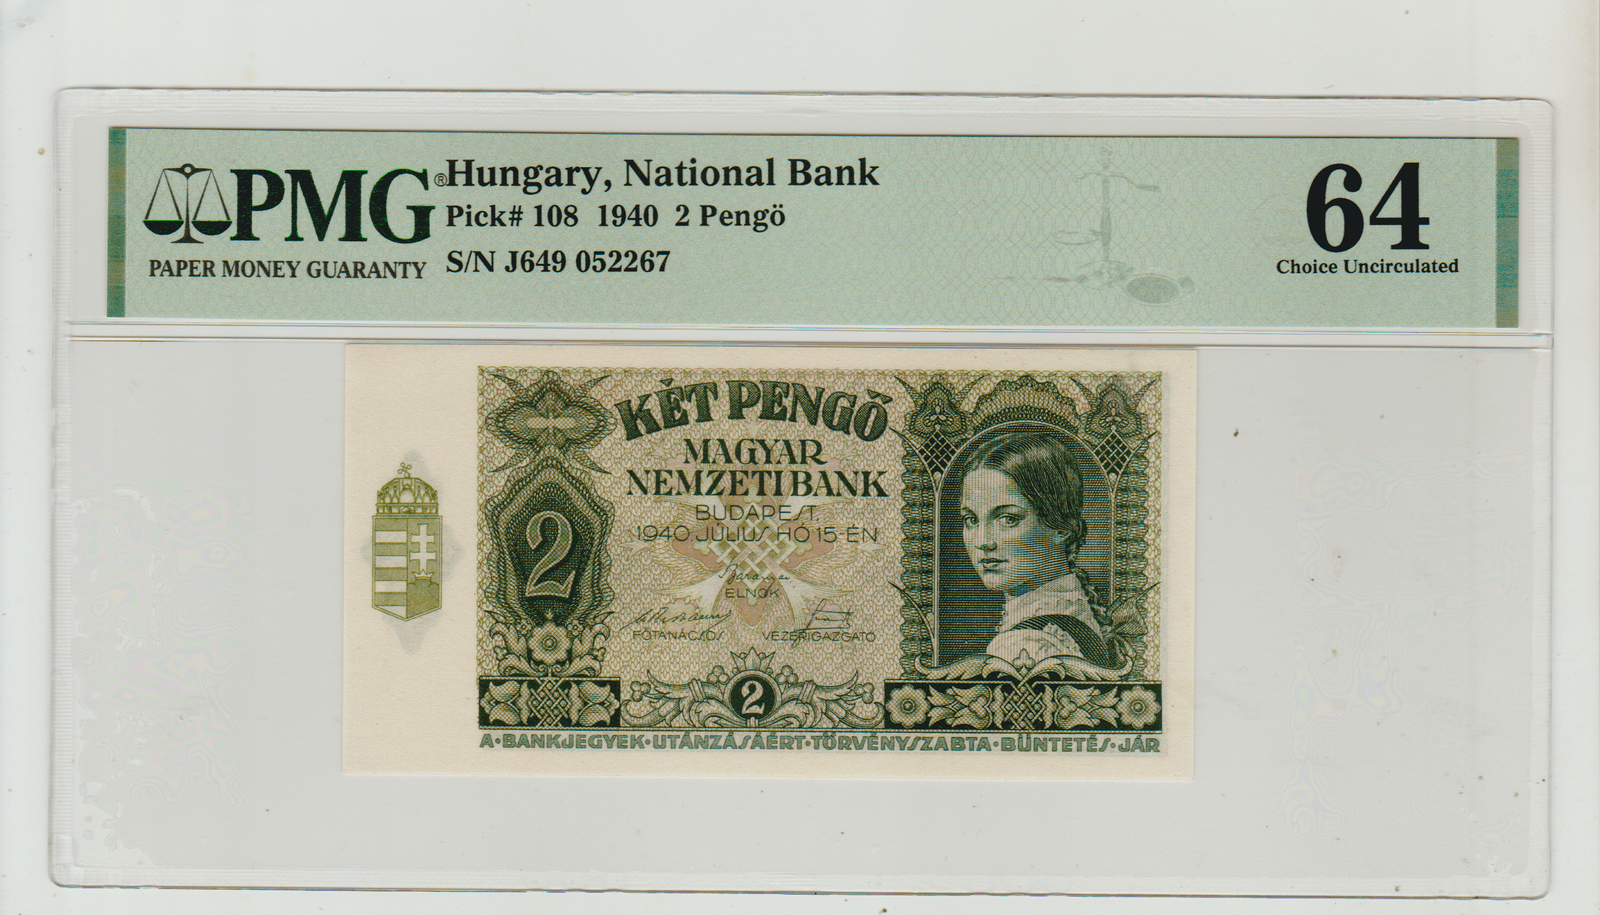 PMG®
PAPER MONEY GUARANTY
Hungary, National Bank
Pick# 108 1940 2 Pengö
S/N J649 052267
64
Choice Uncirculated
KÉT PENGŐ
MAGYAR
NEMZETI BANK
BUDAPEST,
1940. JÚLIUS HÓ 15-ÉN
2
ELNÖK
FŐTANÁCSOS VEZÉRIGAZGATÓ
2
A·BANKJEGYEK·UTÁNZÁSÁÉRT·TÖRVÉNYSZABTA·BÜNTETÉS·JÁR